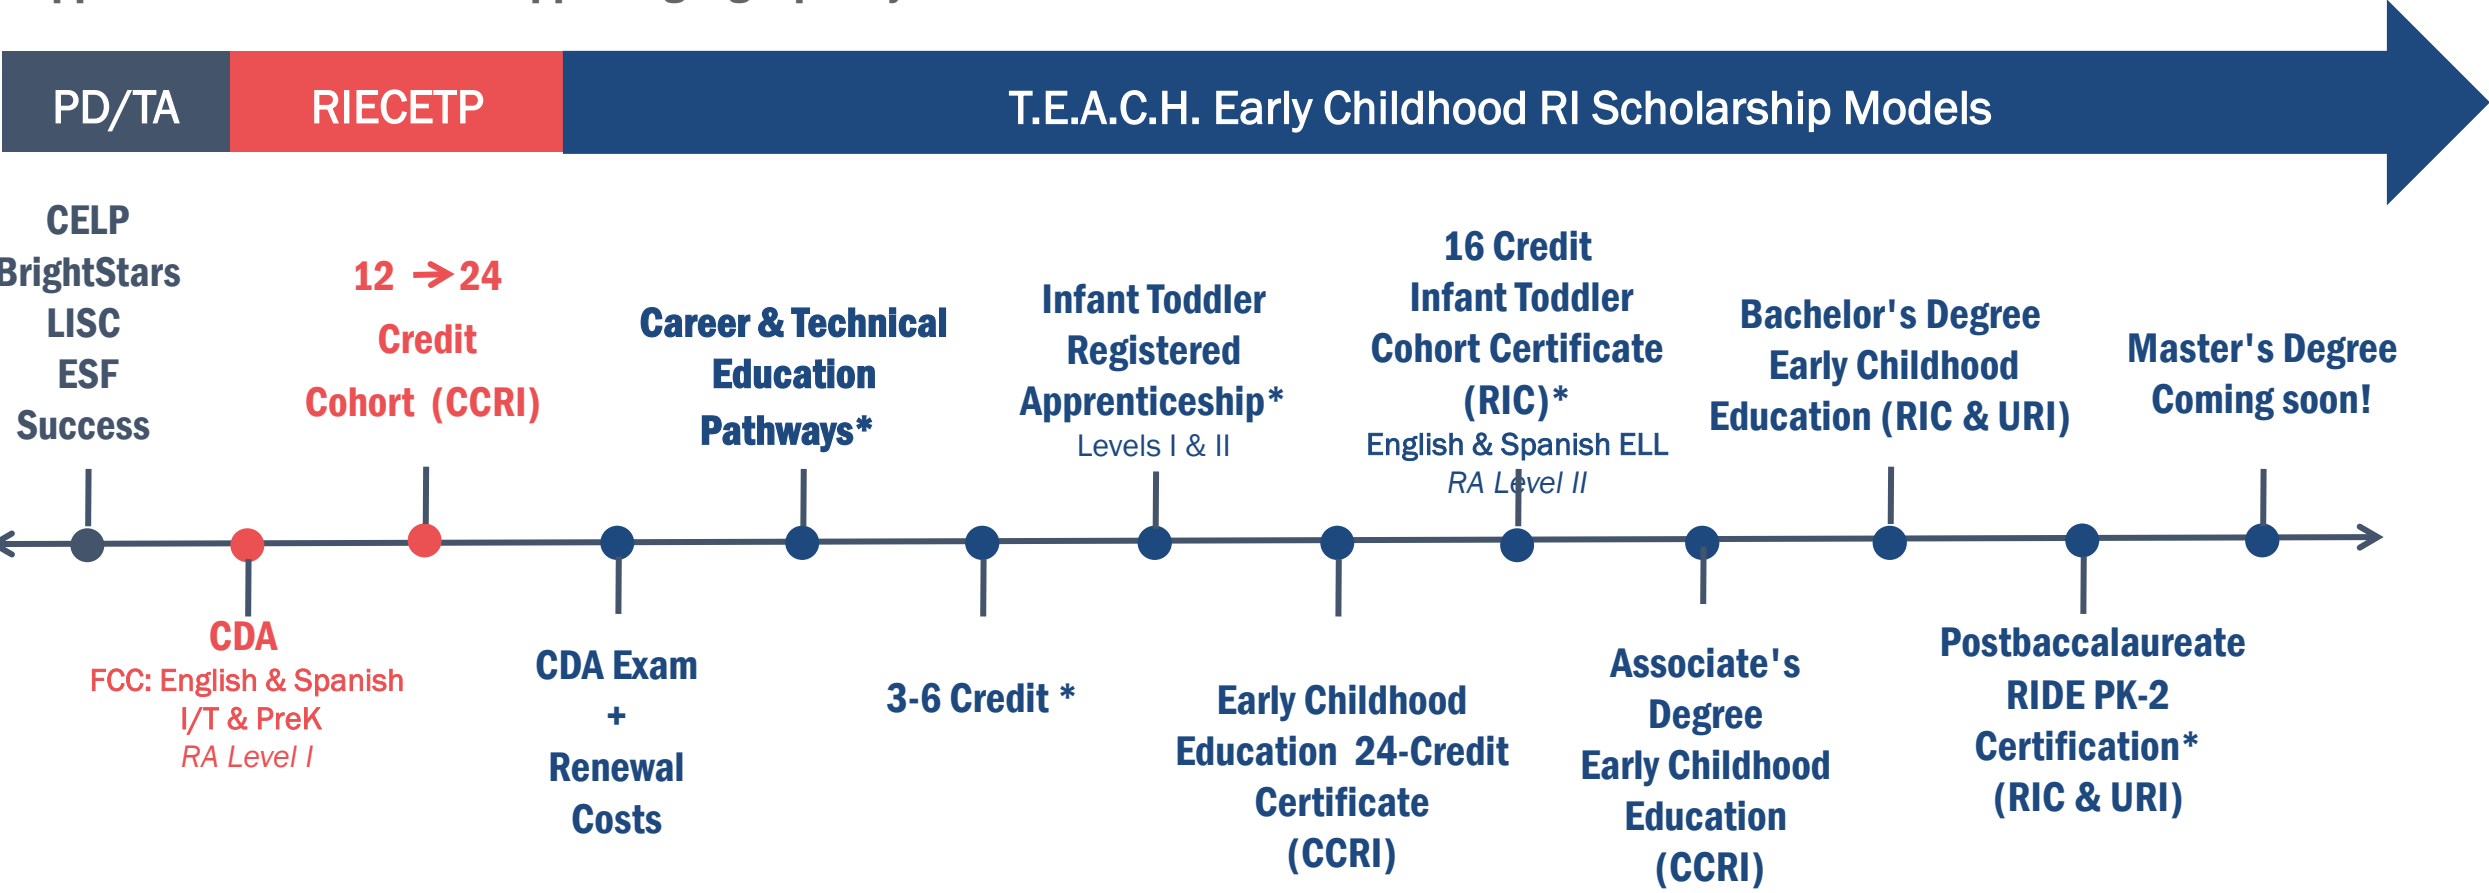 PD/TA
RIECETP
T.E.A.C.H. Early Childhood RI Scholarship Models
CELP
BrightStars
LISC
ESF
Success
12 → 24
Credit
Cohort (CCRI)
Career & Technical
Education
Pathways*
Infant Toddler
Registered
Apprenticeship*
Levels I & II
16 Credit
Infant Toddler
Cohort Certificate
(RIC)*
English & Spanish ELL
RA Level II
Bachelor's Degree
Early Childhood
Education (RIC & URI)
Master's Degree
Coming soon!
CDA
FCC: English & Spanish
I/T & PreK
RA Level I
CDA Exam
+
Renewal
Costs
3-6 Credit *
Early Childhood
Education 24-Credit
Certificate
(CCRI)
Associate's
Degree
Early Childhood
Education
(CCRI)
Postbaccalaureate
RIDE PK-2
Certification*
(RIC & URI)